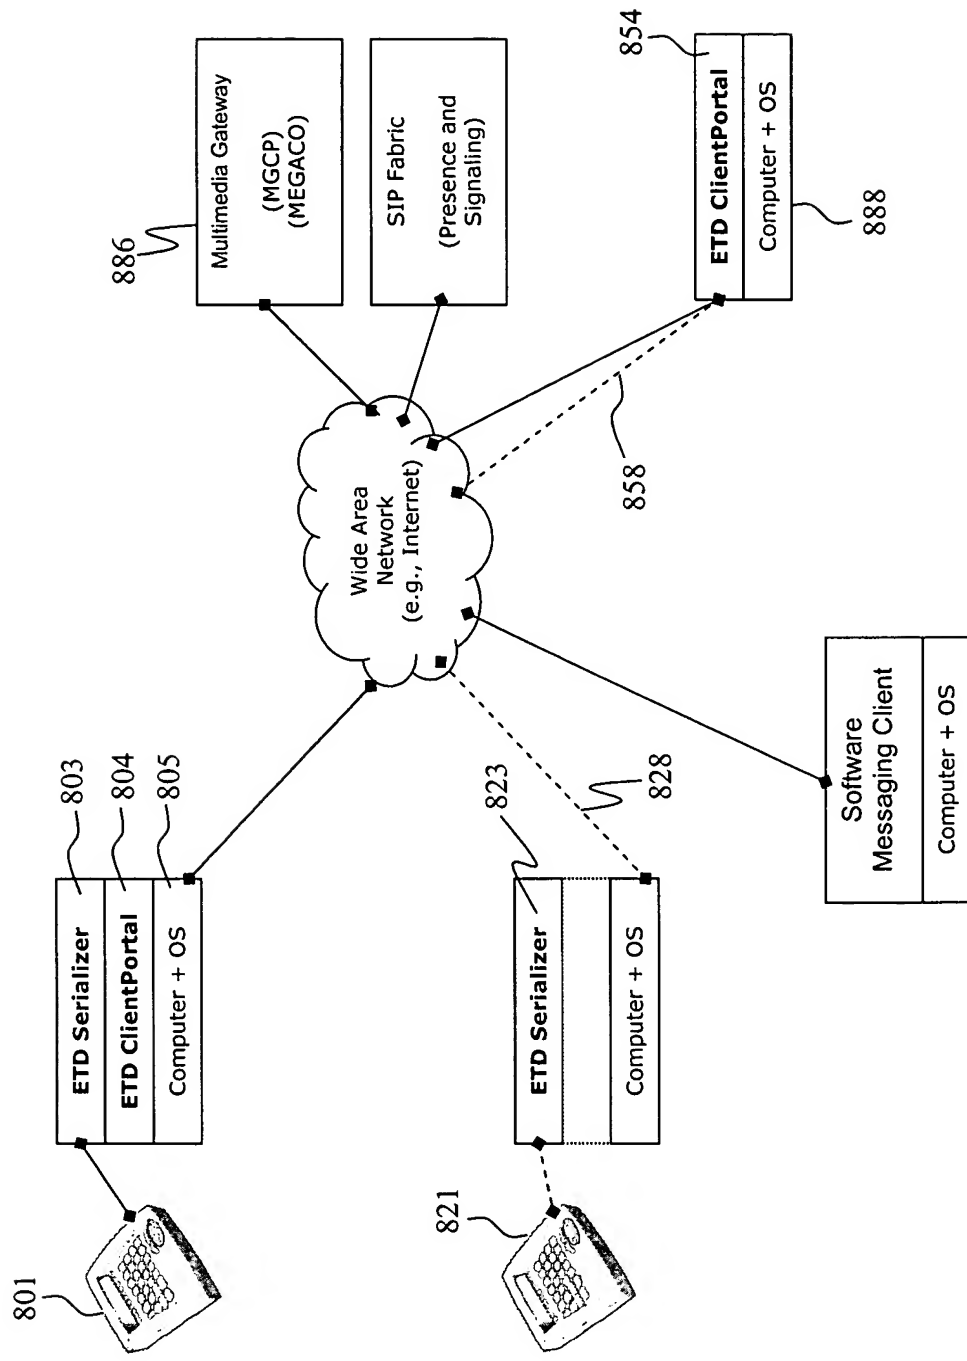 801
ETD Serializer
ETD ClientPortal
Computer + OS
803
804
805
821
ETD Serializer
Computer + OS
823
828
Wide Area
Network
(e.g., Internet)
Software
Messaging Client
Computer + OS
886
Multimedia Gateway
(MGCP)
(MEGACO)
SIP Fabric
(Presence and
Signaling)
858
854
ETD ClientPortal
Computer + OS
888